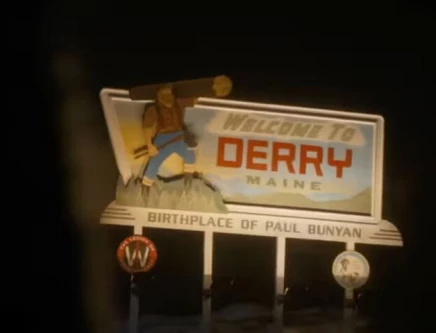 WELCOME TO
DERRY
MAINE
BIRTHPLACE OF PAUL BUNYAN